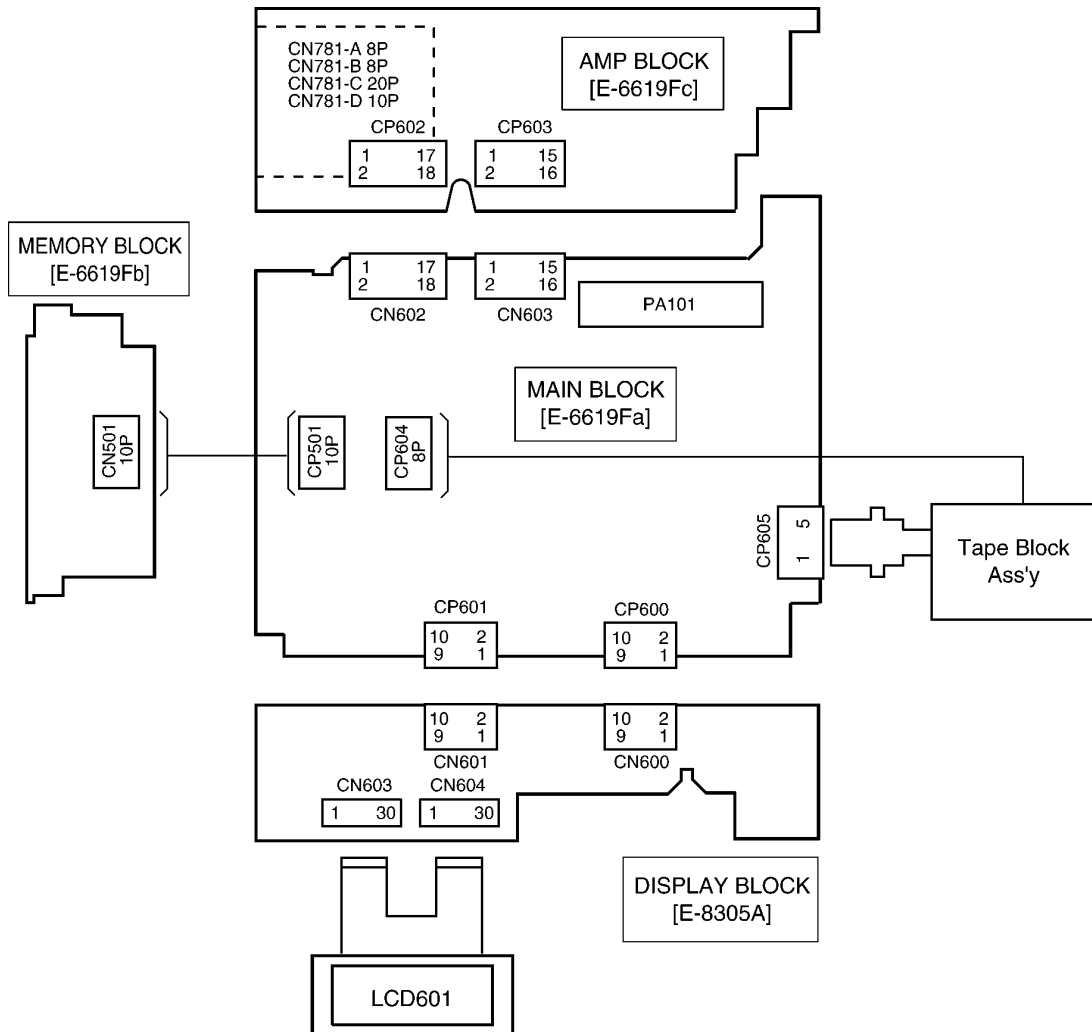 CN781-A 8P
CN781-B 8P
CN781-C 20P
CN781-D 10P
AMP BLOCK
[E-6619Fc]
CP602
1 17
2 18
CP603
1 15
2 16
MEMORY BLOCK
[E-6619Fb]
1 17
2 18
CN602
1 15
2 16
CN603
PA101
MAIN BLOCK
[E-6619Fa]
CN501
10P
CP501
10P
CP604
8P
CP605
1 5
Tape Block
Ass'y
CP601
10 2
9 1
CP600
10 2
9 1
10 2
9 1
CN601
10 2
9 1
CN600
CN603
1 30
CN604
1 30
DISPLAY BLOCK
[E-8305A]
LCD601